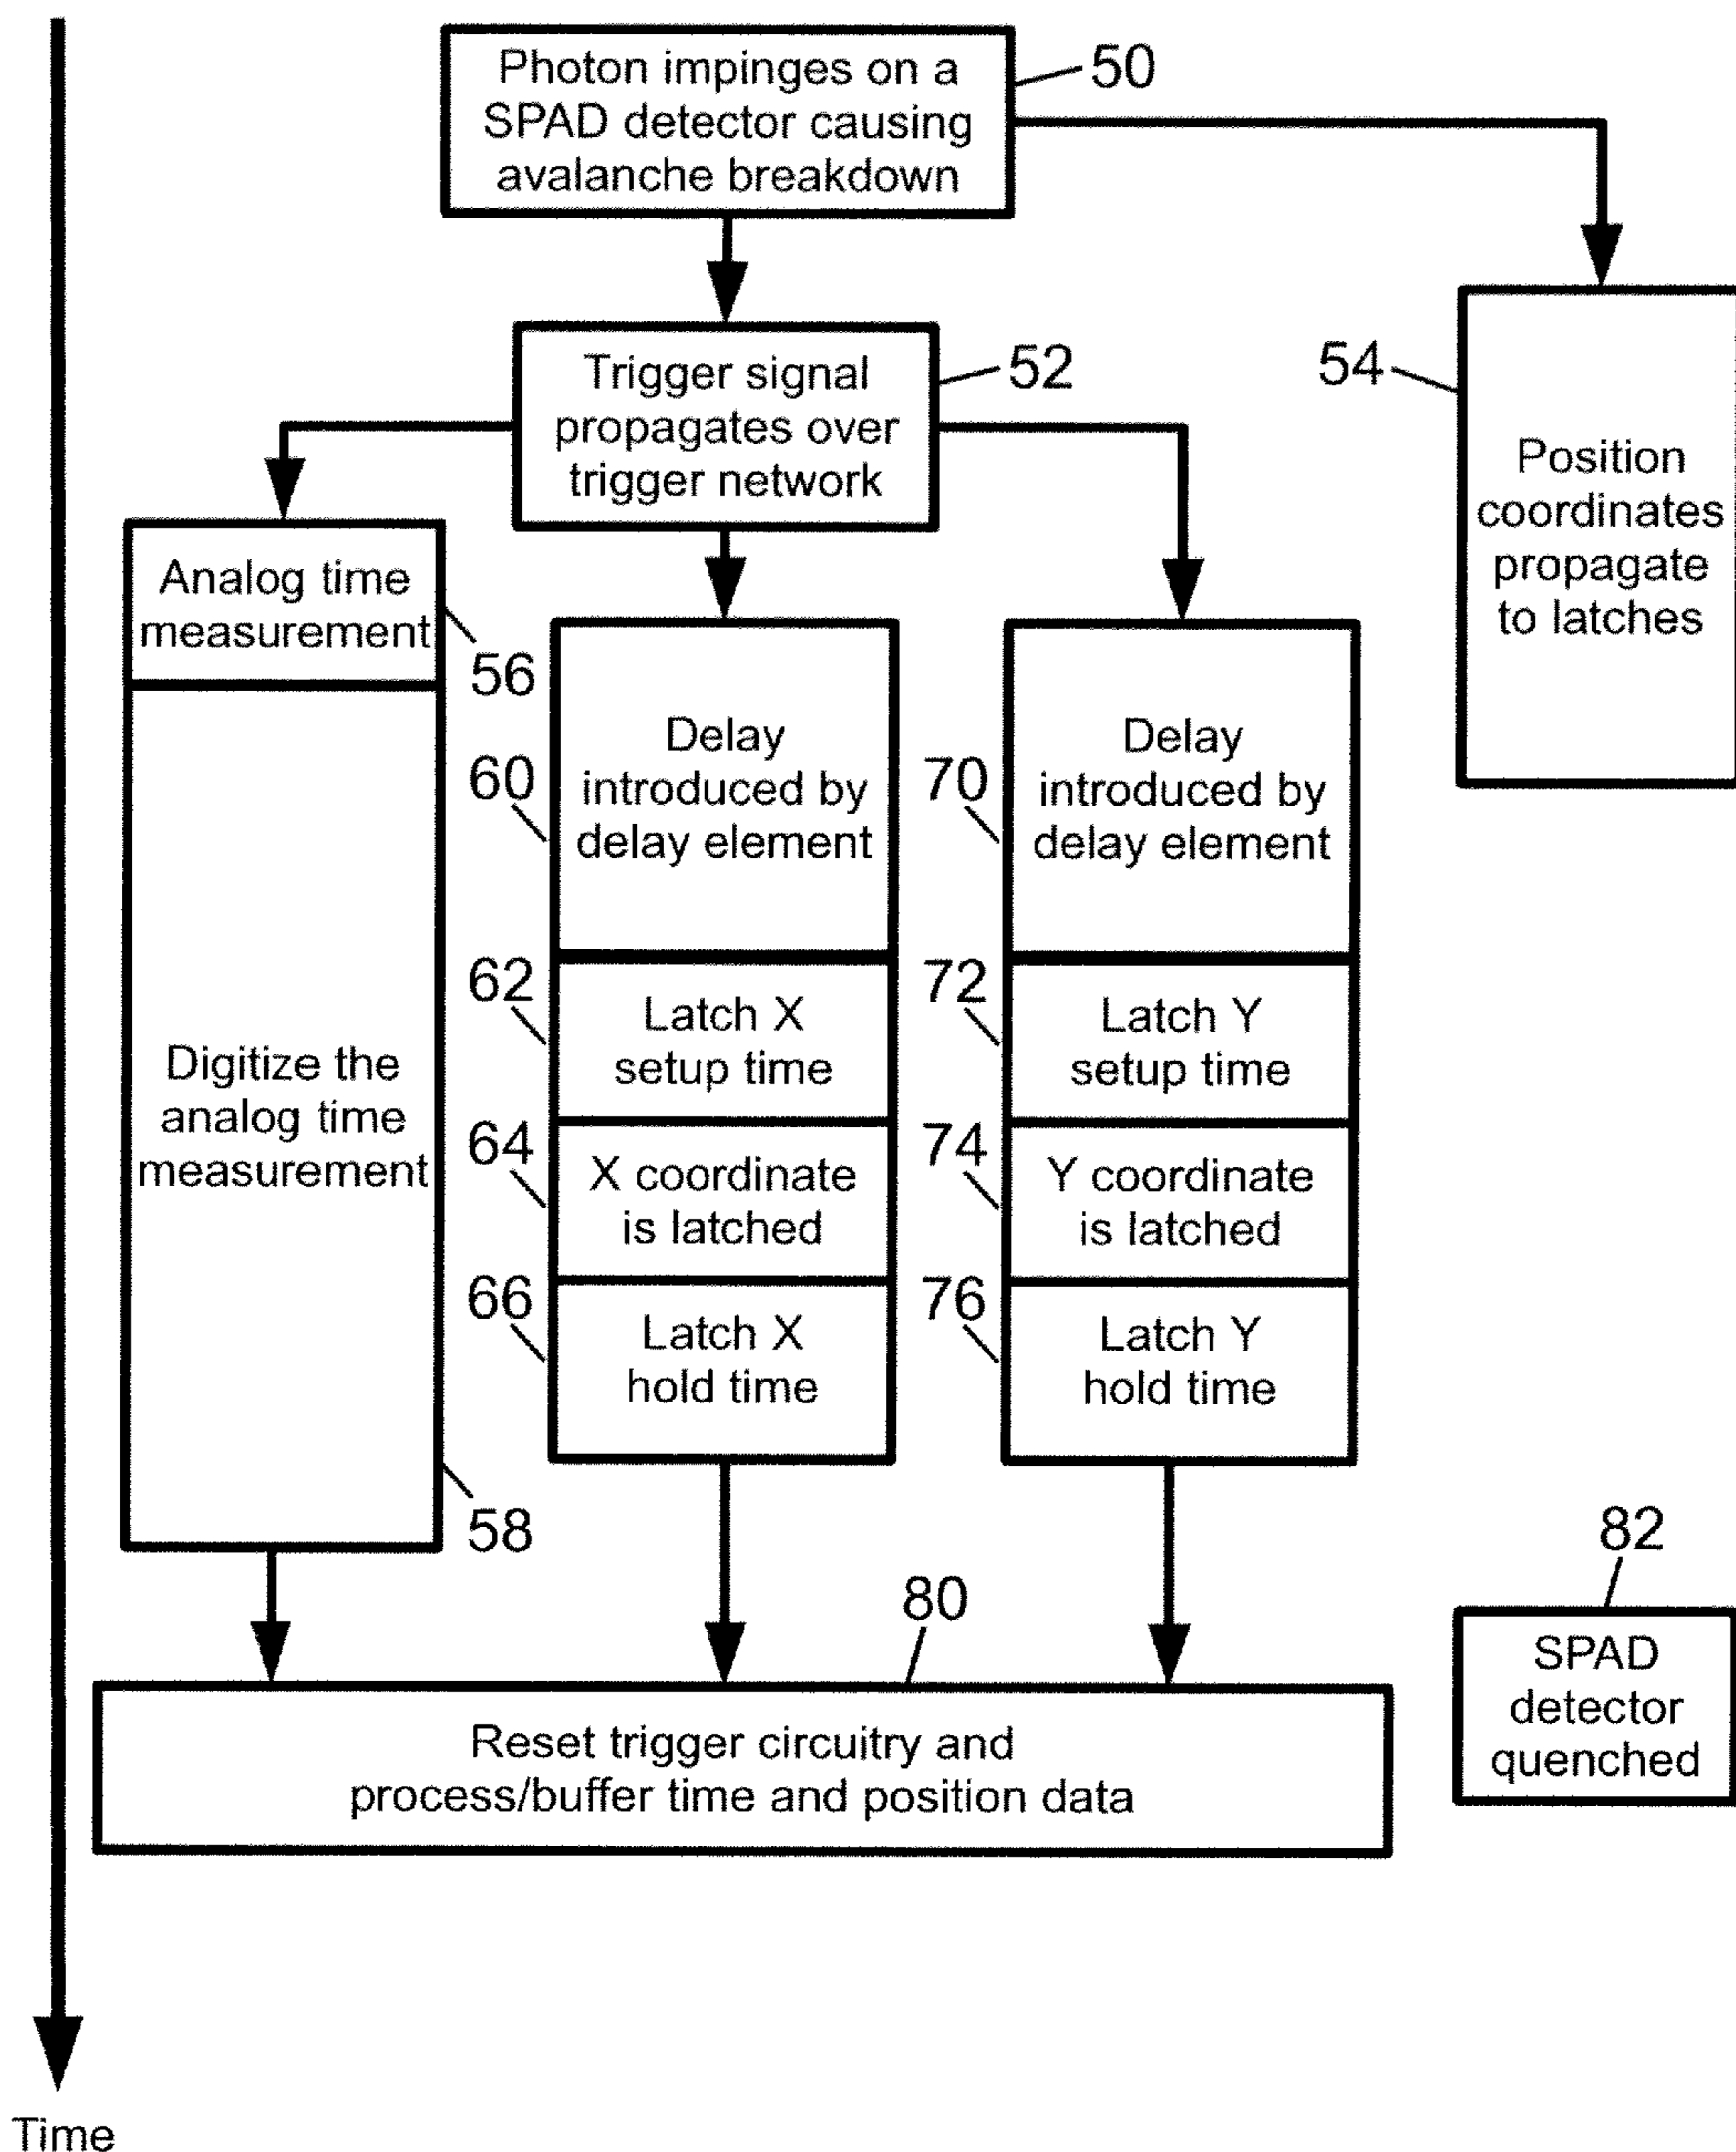 Photon impinges on a
SPAD detector causing
avalanche breakdown
50
Trigger signal
propagates over
trigger network
52
54
Position
coordinates
propagate
to latches
Analog time
measurement
56
Digitize the
analog time
measurement
58
60
Delay
introduced by
delay element
62
Latch X
setup time
64
X coordinate
is latched
66
Latch X
hold time
70
Delay
introduced by
delay element
72
Latch Y
setup time
74
Y coordinate
is latched
76
Latch Y
hold time
80
Reset trigger circuitry and
process/buffer time and position data
82
SPAD
detector
quenched
Time